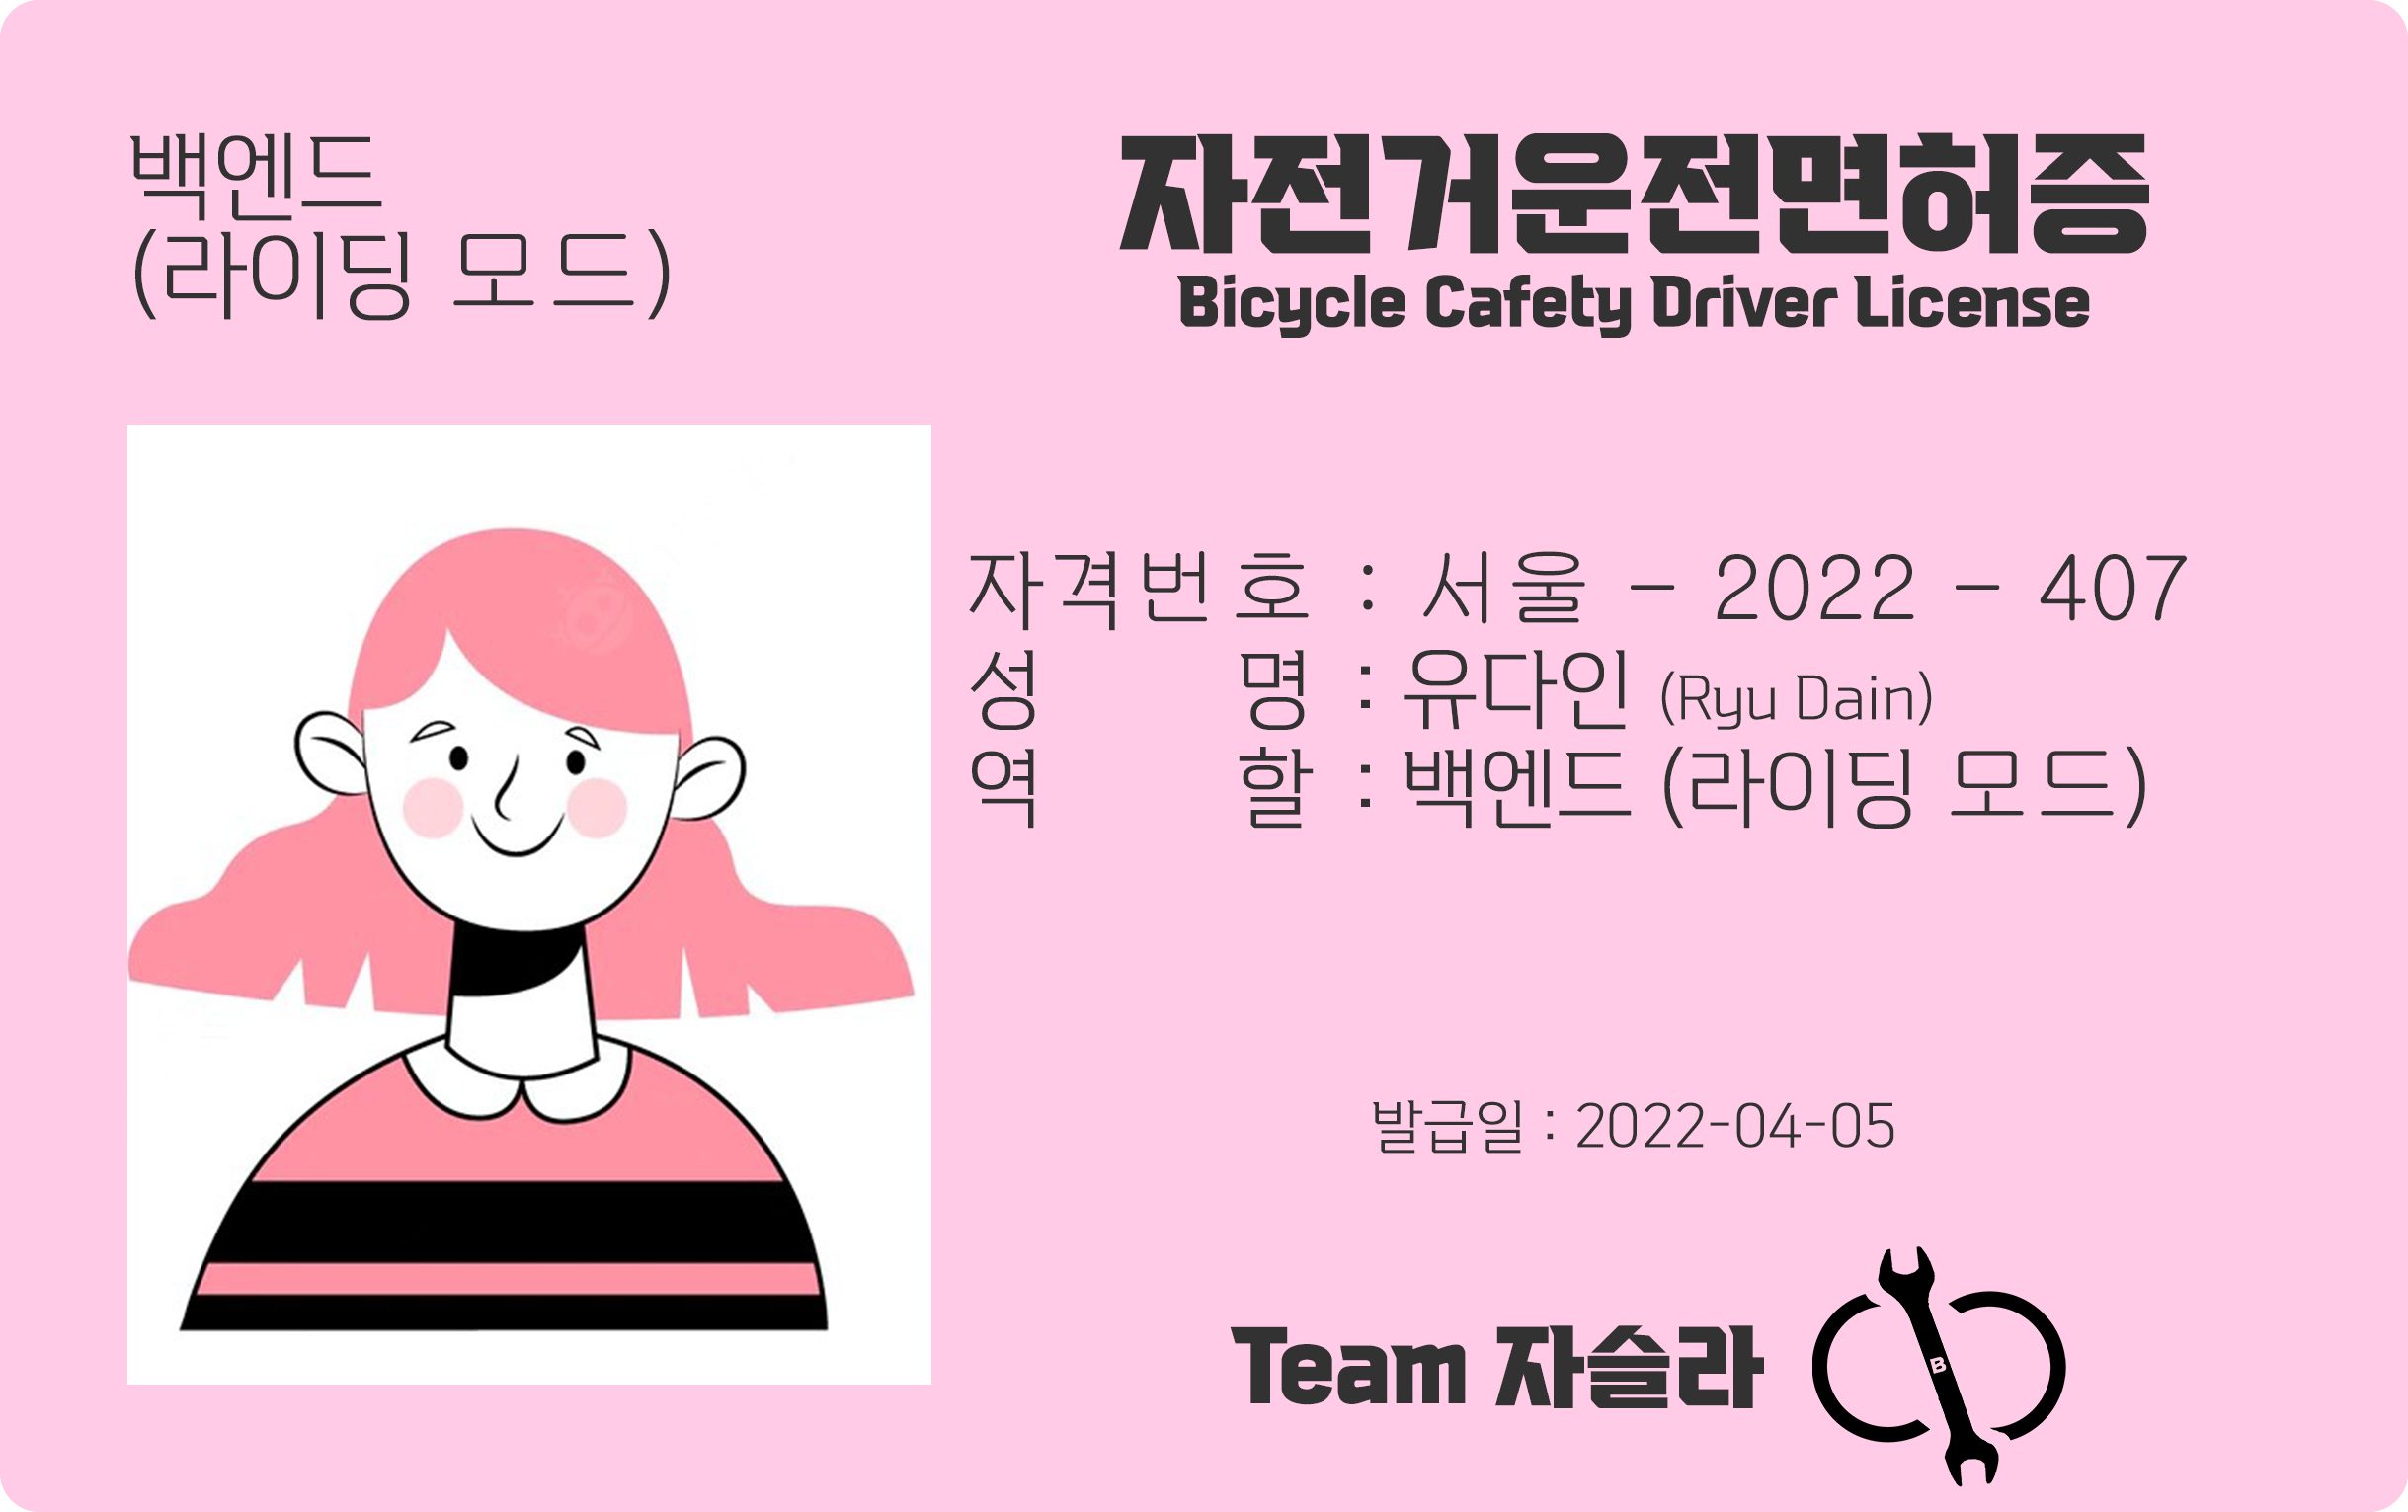 백엔드
(라이딩 모드)
자전거운전면허증
Bicycle Cafety Driver License
자격번호 : 서울 - 2022 - 407
성 명 : 유다인 (Ryu Dain)
역 할 : 백엔드 (라이딩 모드)
발급일 : 2022-04-05
Team 자슬라
B